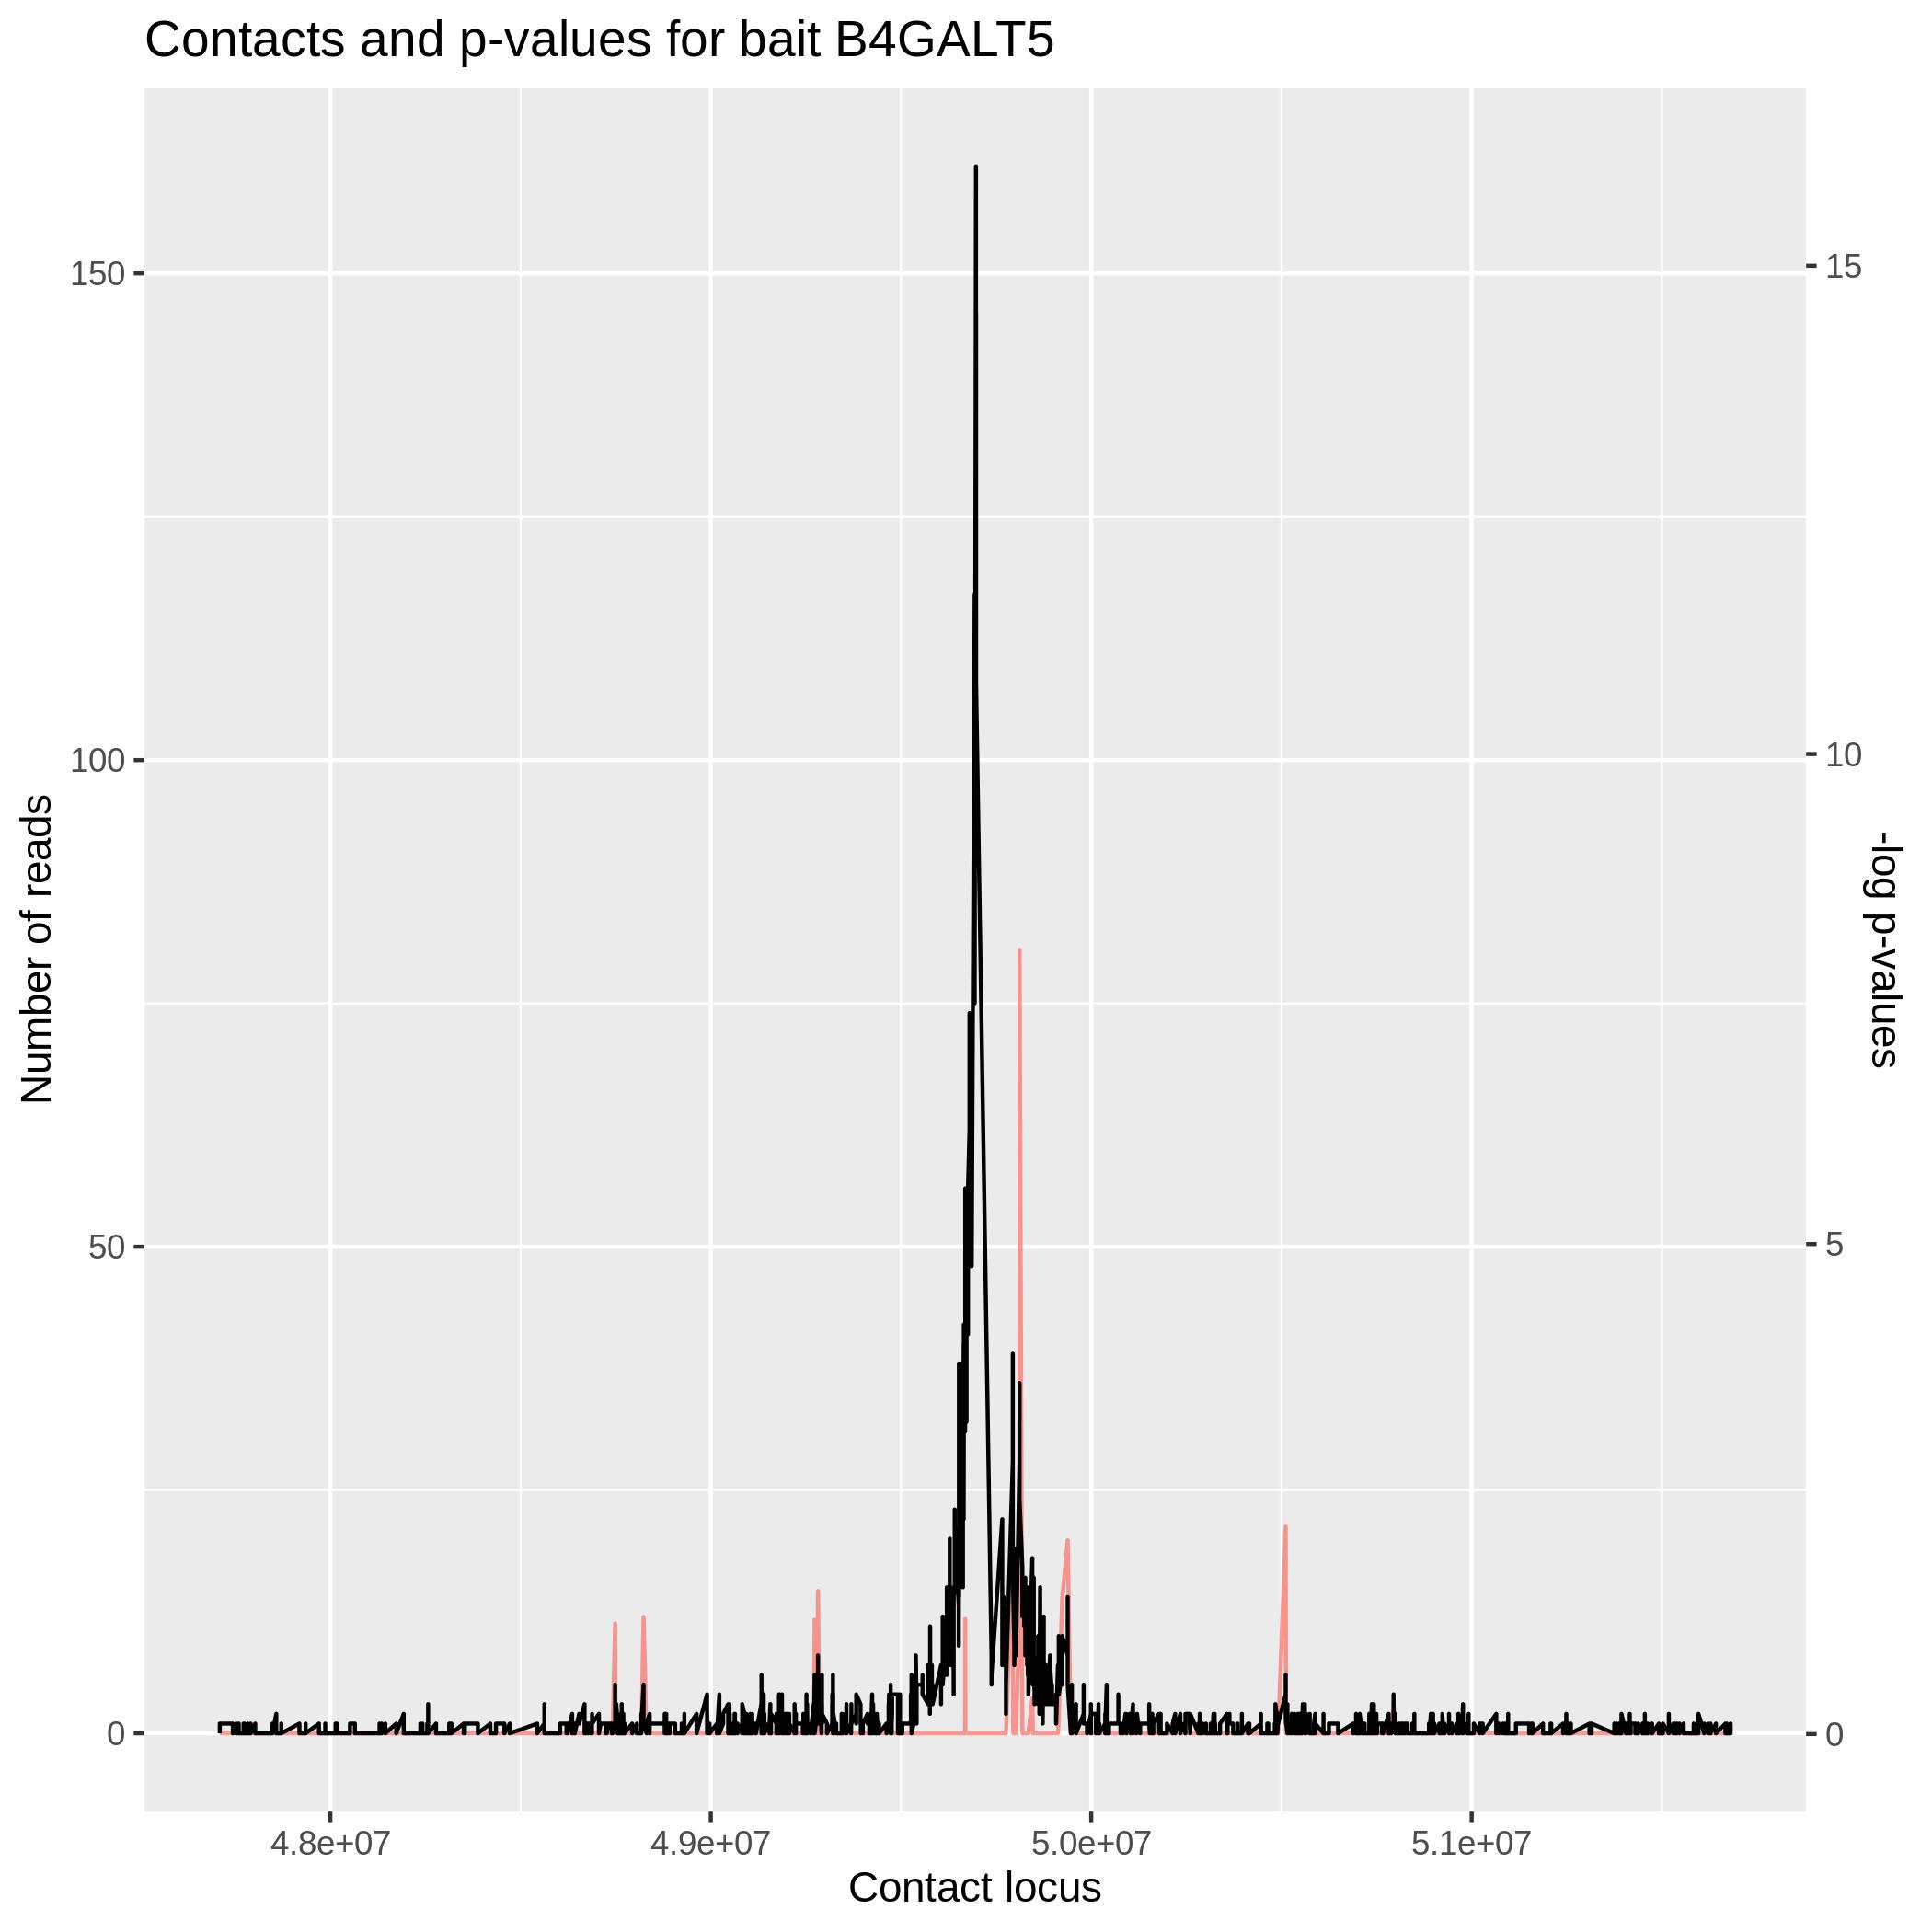 Contacts and p-values for bait B4GALT5
150
100
50
0
Number of reads
15
10
5
0
-log p-values
4.8e+07
4.9e+07
5.0e+07
5.1e+07
Contact locus